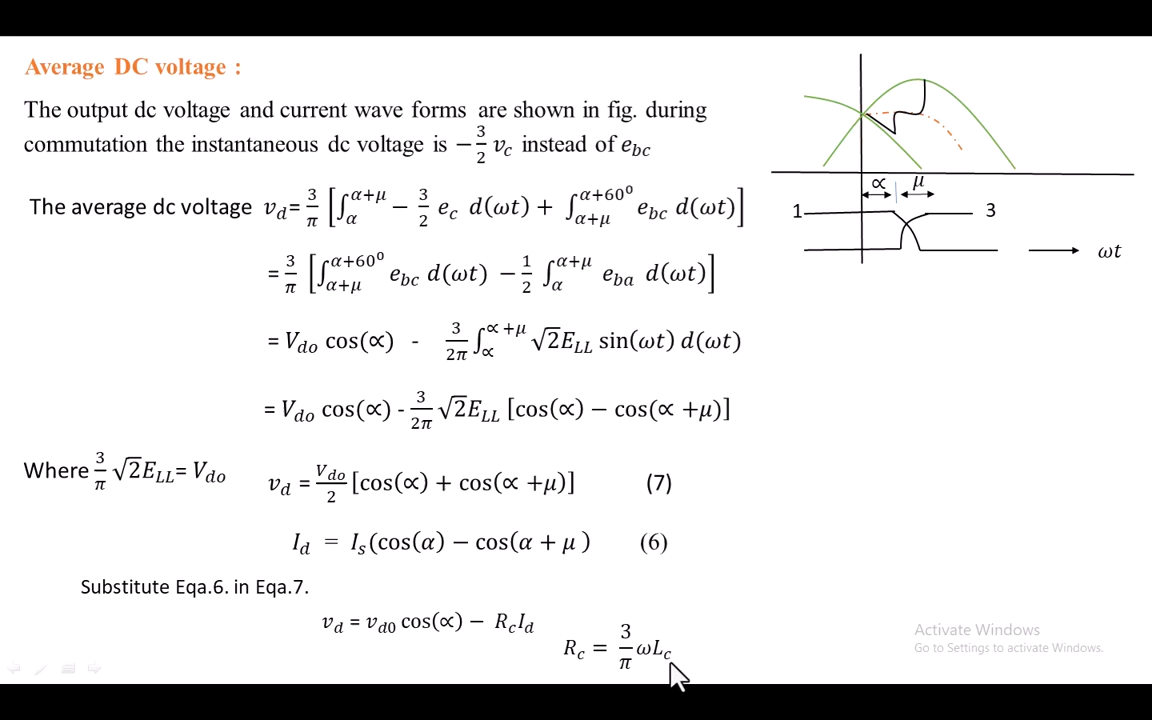 Average DC voltage :
The output dc voltage and current wave forms are shown in fig. during
commutation the instantaneous dc voltage is −3/2 v_c instead of e_bc
The average dc voltage v_d= 3/π [∫_α^(α+μ) − 3/2 e_c d(ωt) + ∫_(α+μ)^(α+60⁰) e_bc d(ωt)]
= 3/π [∫_(α+μ)^(α+60⁰) e_bc d(ωt) − 1/2 ∫_α^(α+μ) e_ba d(ωt)]
= V_do cos(∝) - 3/2π ∫_∝^(∝+μ) √2E_LL sin(ωt) d(ωt)
= V_do cos(∝) - 3/2π √2E_LL [cos(∝) − cos(∝ +μ)]
Where 3/π √2E_LL= V_do
v_d = V_do/2 [cos(∝) + cos(∝ +μ)] (7)
I_d = I_s(cos(α) − cos(α + μ ) (6)
Substitute Eqa.6. in Eqa.7.
v_d = v_d0 cos(∝) − R_cI_d
R_c = 3/π ωL_c
∝ μ
1 3
ωt
Activate Windows
Go to Settings to activate Windows.